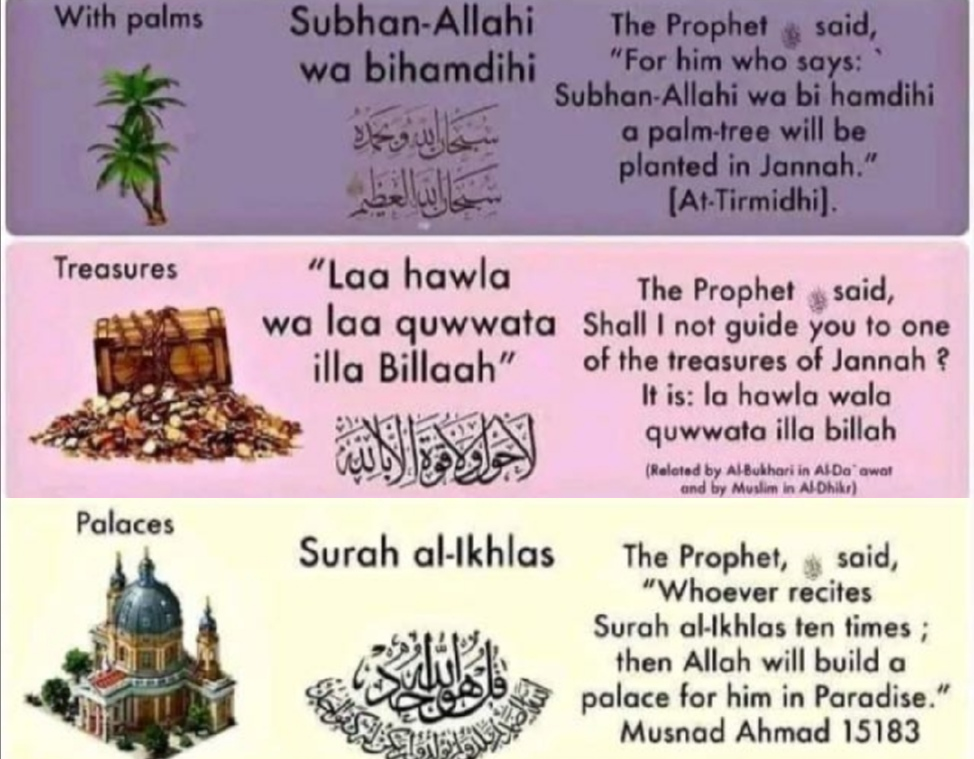 With palms
Subhan-Allahi
wa bihamdihi
سبحان الله وبحمده
سبحان الله العظيم
The Prophet ﷺ said,
“For him who says: `
Subhan-Allahi wa bi hamdihi
a palm-tree will be
planted in Jannah.”
[At-Tirmidhi].
Treasures
“Laa hawla
wa laa quwwata
illa Billaah”
لا حول ولا قوة إلا بالله
The Prophet ﷺ said,
Shall I not guide you to one
of the treasures of Jannah ?
It is: la hawla wala
quwwata illa billah
(Related by Al-Bukhari in Al-Da`awat
and by Muslim in Al-Dhikr)
Palaces
Surah al-Ikhlas
قل هو الله أحد
The Prophet, ﷺ said,
“Whoever recites
Surah al-Ikhlas ten times ;
then Allah will build a
palace for him in Paradise.”
Musnad Ahmad 15183